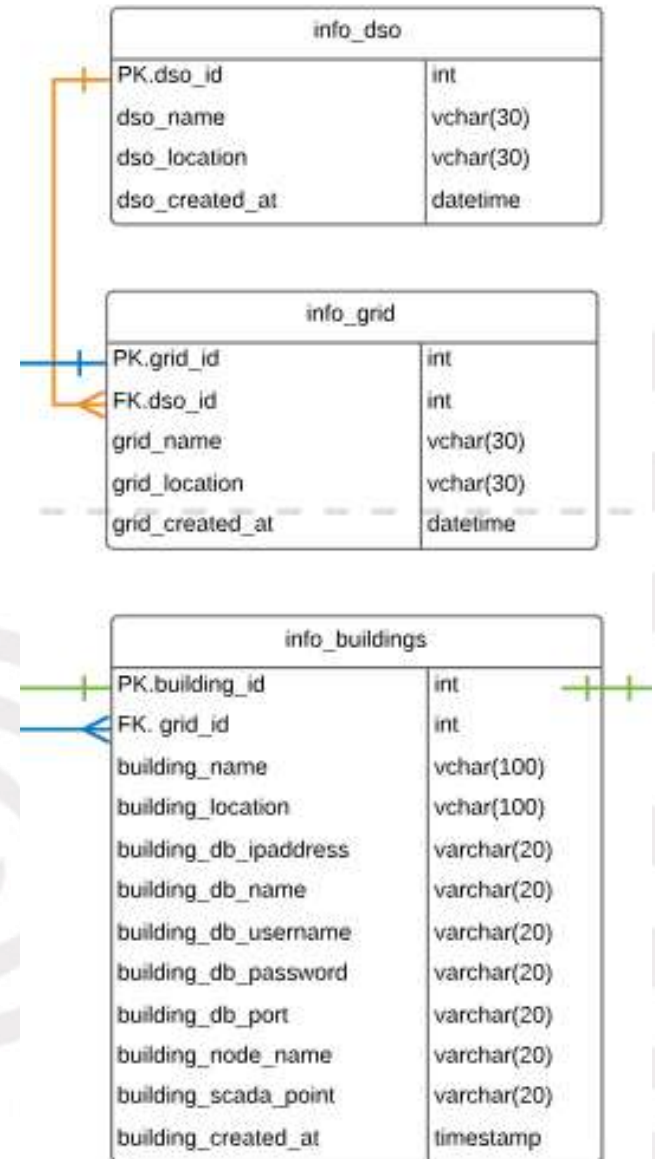 info_dso
PK.dso_id int
dso_name vchar(30)
dso_location vchar(30)
dso_created_at datetime
info_grid
PK.grid_id int
FK.dso_id int
grid_name vchar(30)
grid_location vchar(30)
grid_created_at datetime
info_buildings
PK.building_id int
FK. grid_id int
building_name vchar(100)
building_location vchar(100)
building_db_ipaddress varchar(20)
building_db_name varchar(20)
building_db_username varchar(20)
building_db_password varchar(20)
building_db_port varchar(20)
building_node_name varchar(20)
building_scada_point varchar(20)
building_created_at timestamp